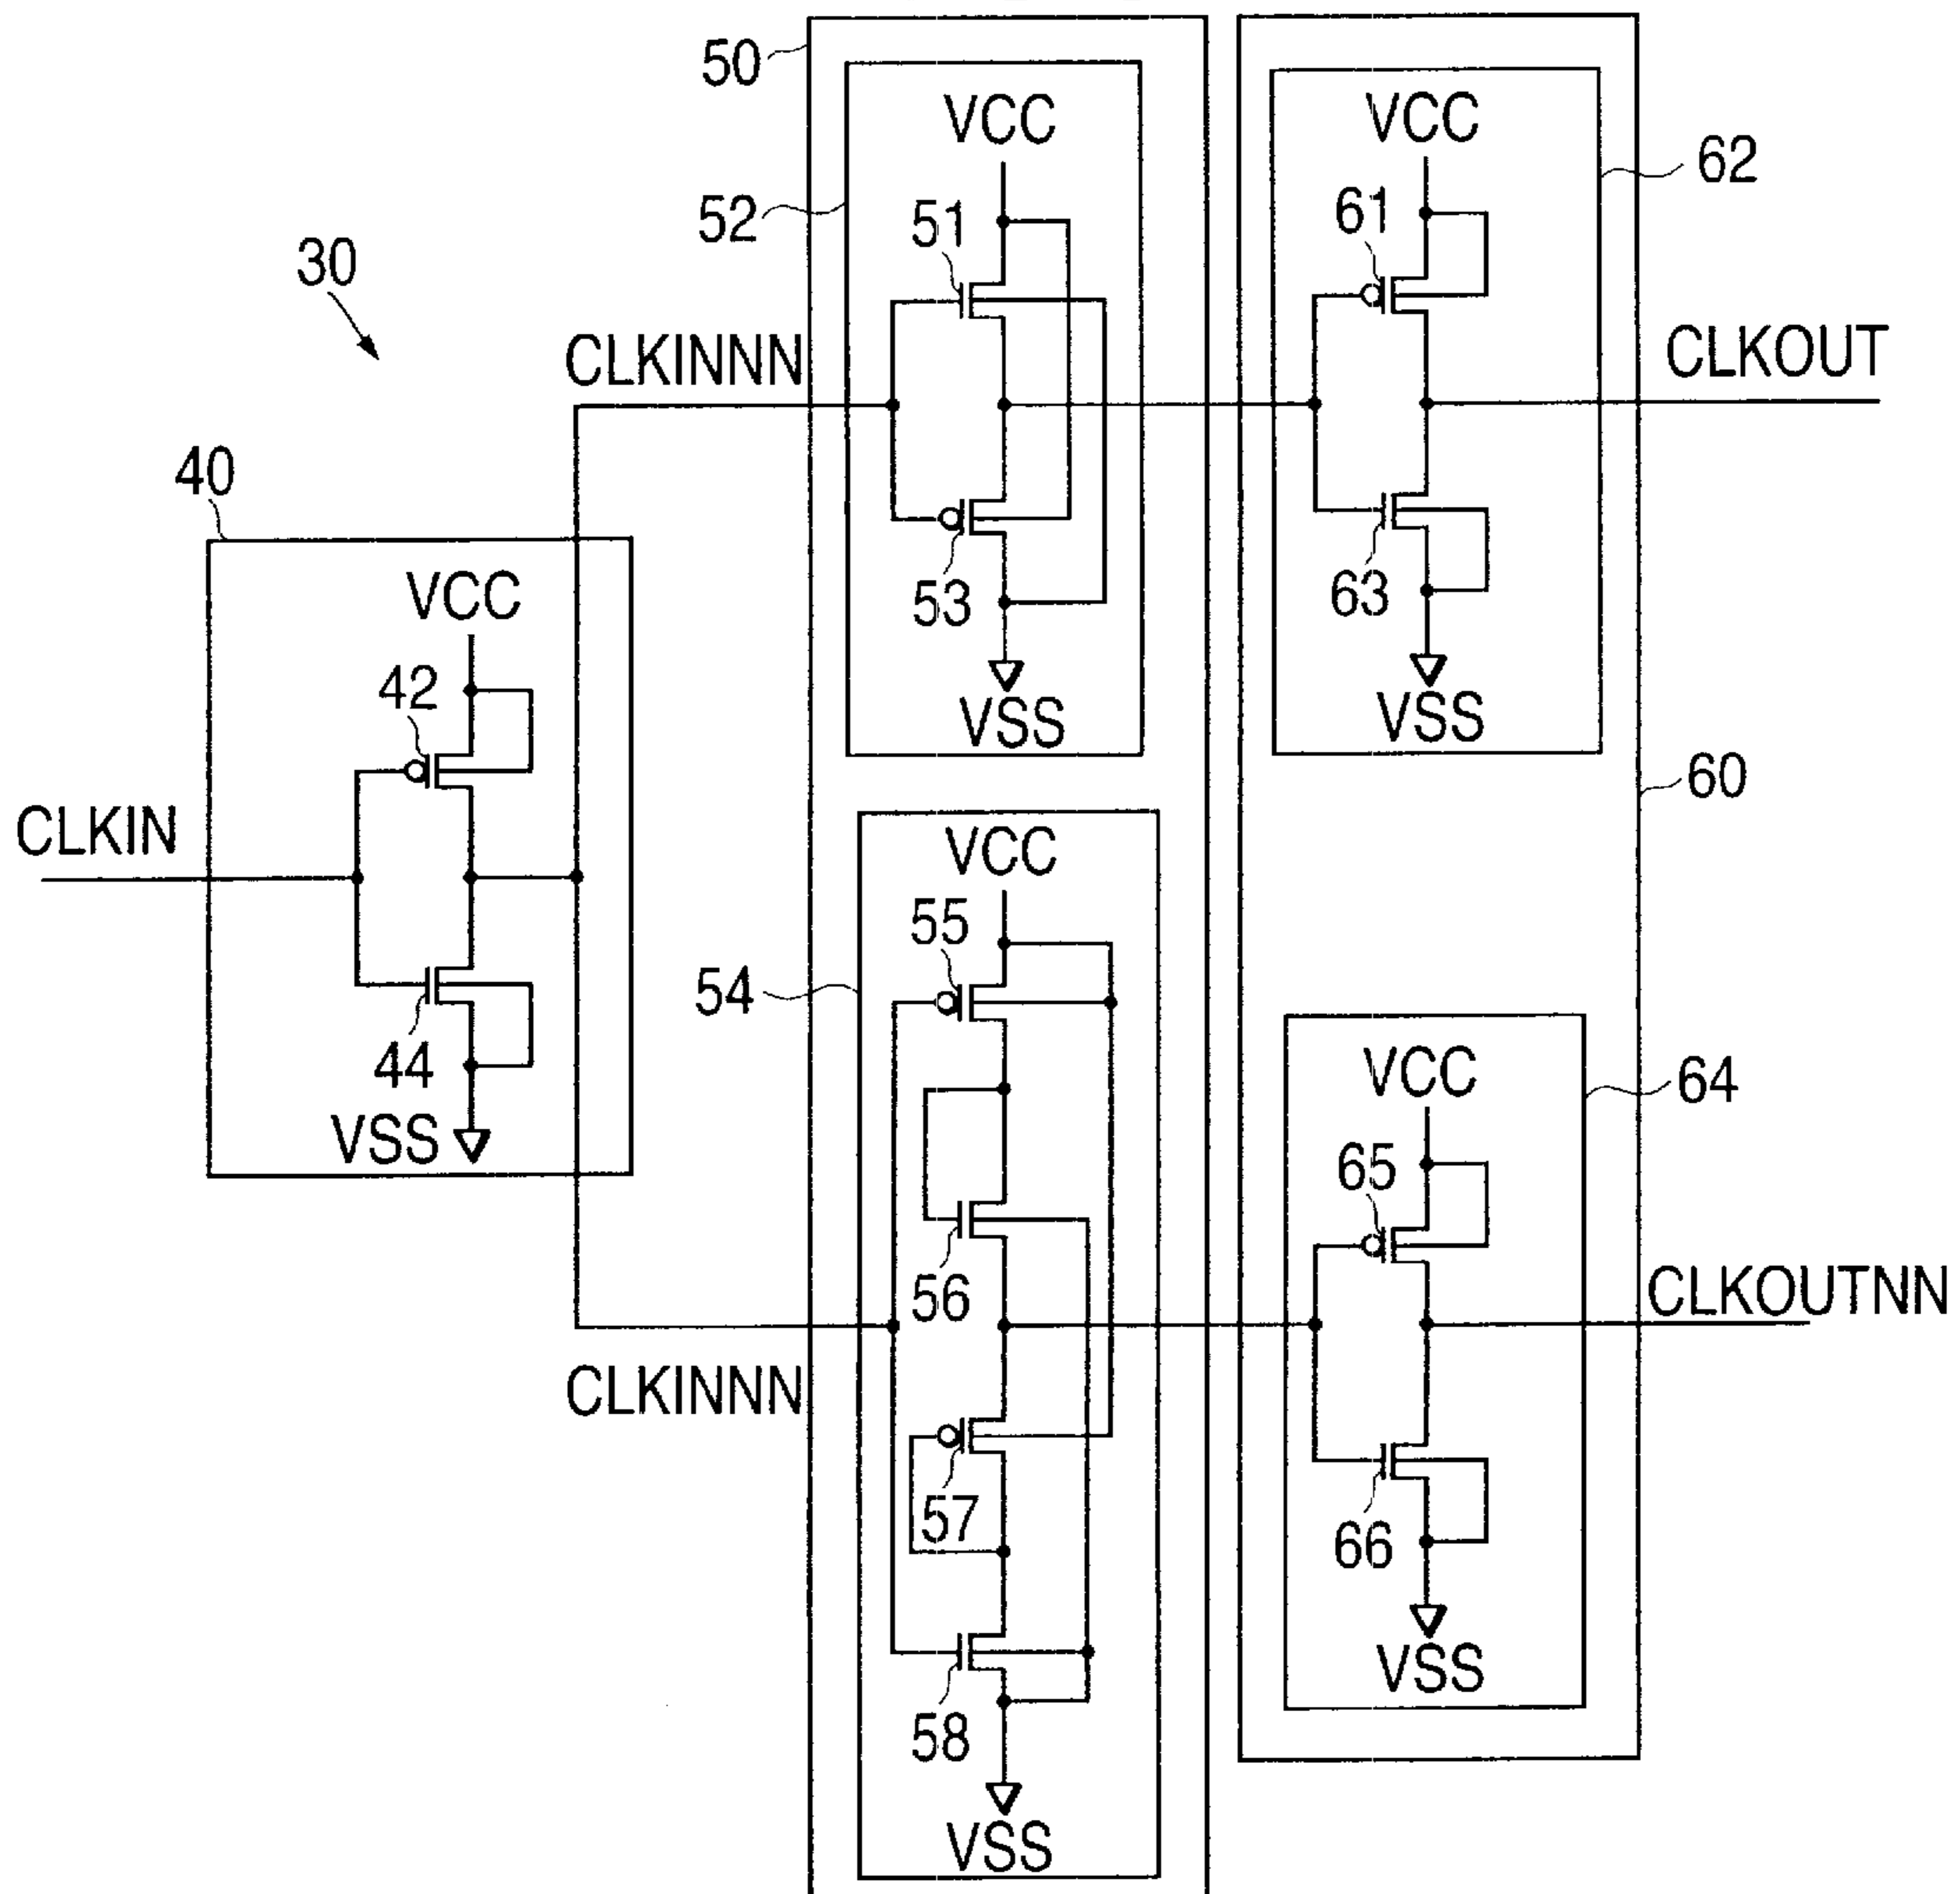 30
CLKIN
40
VCC
42
44
VSS
CLKINNN
CLKINNN
50
52
VCC
51
53
VSS
54
VCC
55
56
57
58
VSS
60
62
VCC
61
63
VSS
CLKOUT
64
VCC
65
66
VSS
CLKOUTNN